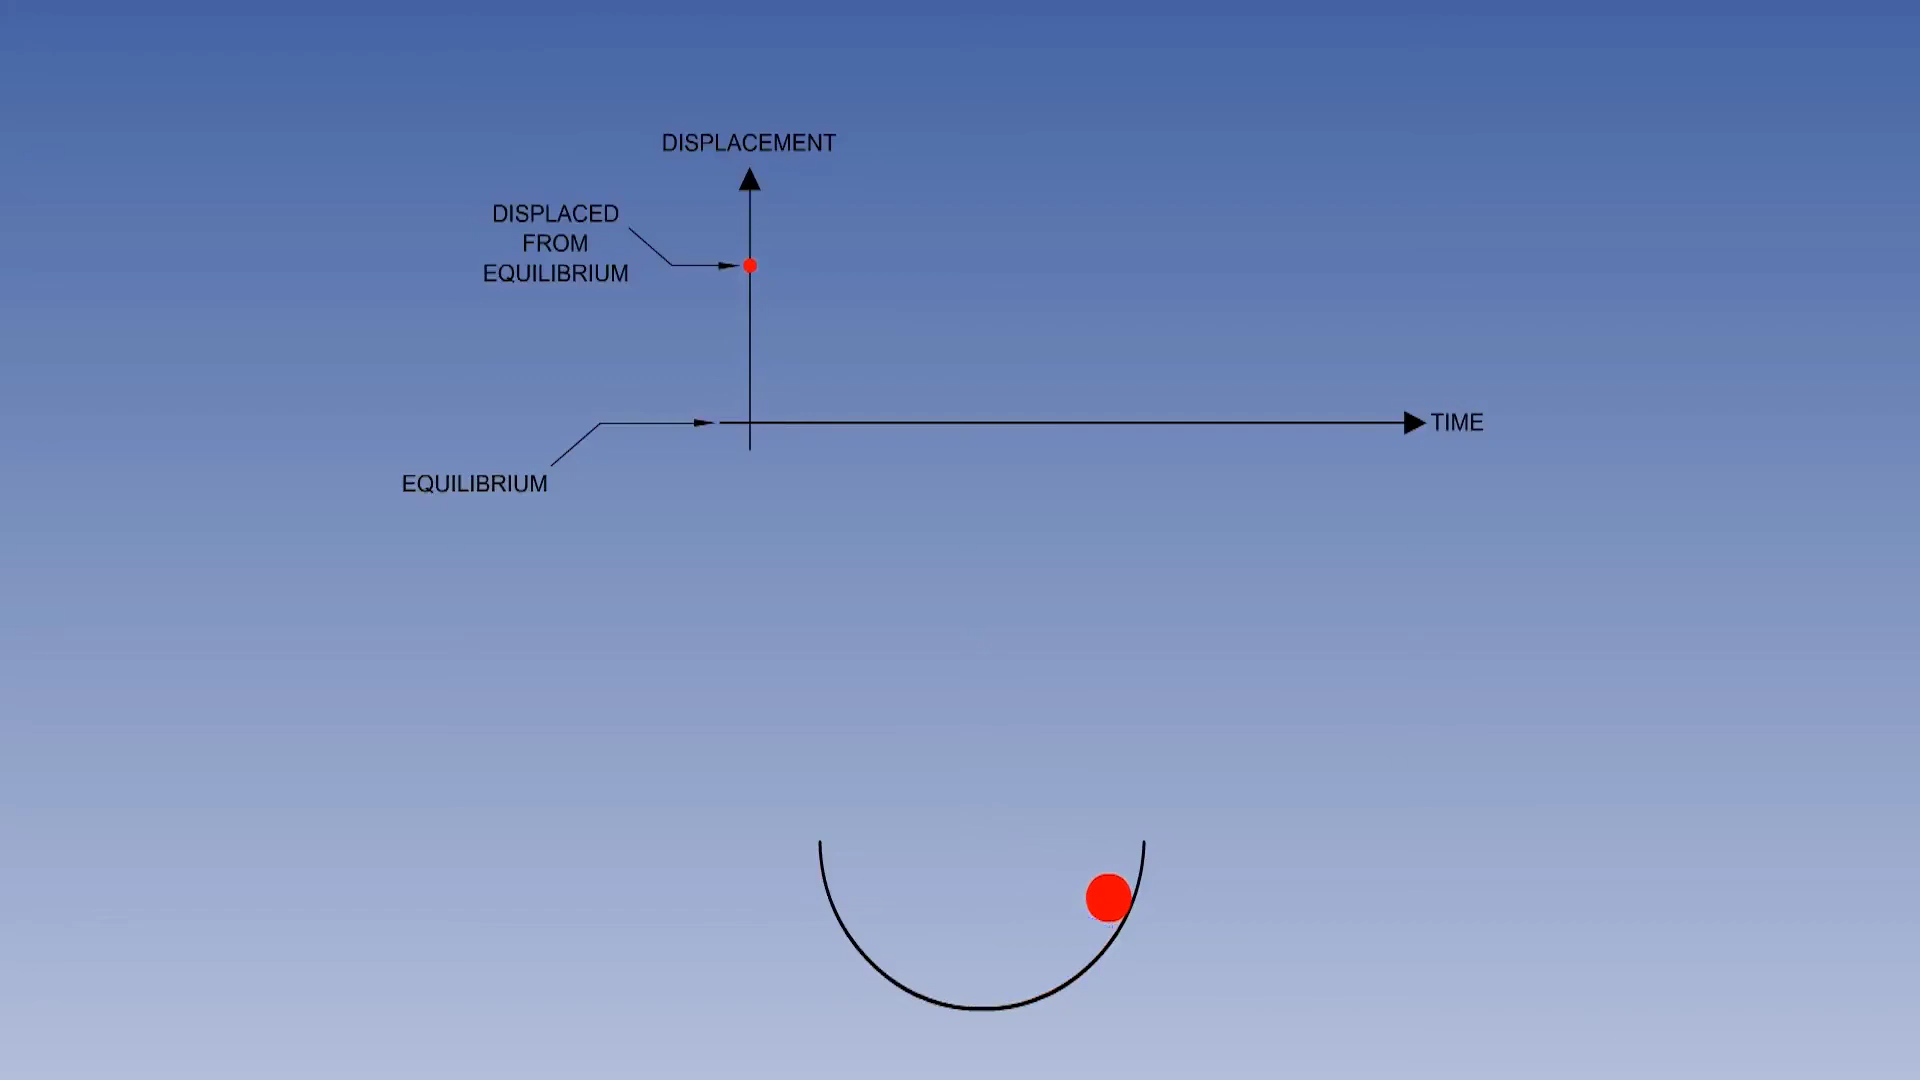 DISPLACEMENT
DISPLACED
FROM
EQUILIBRIUM
TIME
EQUILIBRIUM